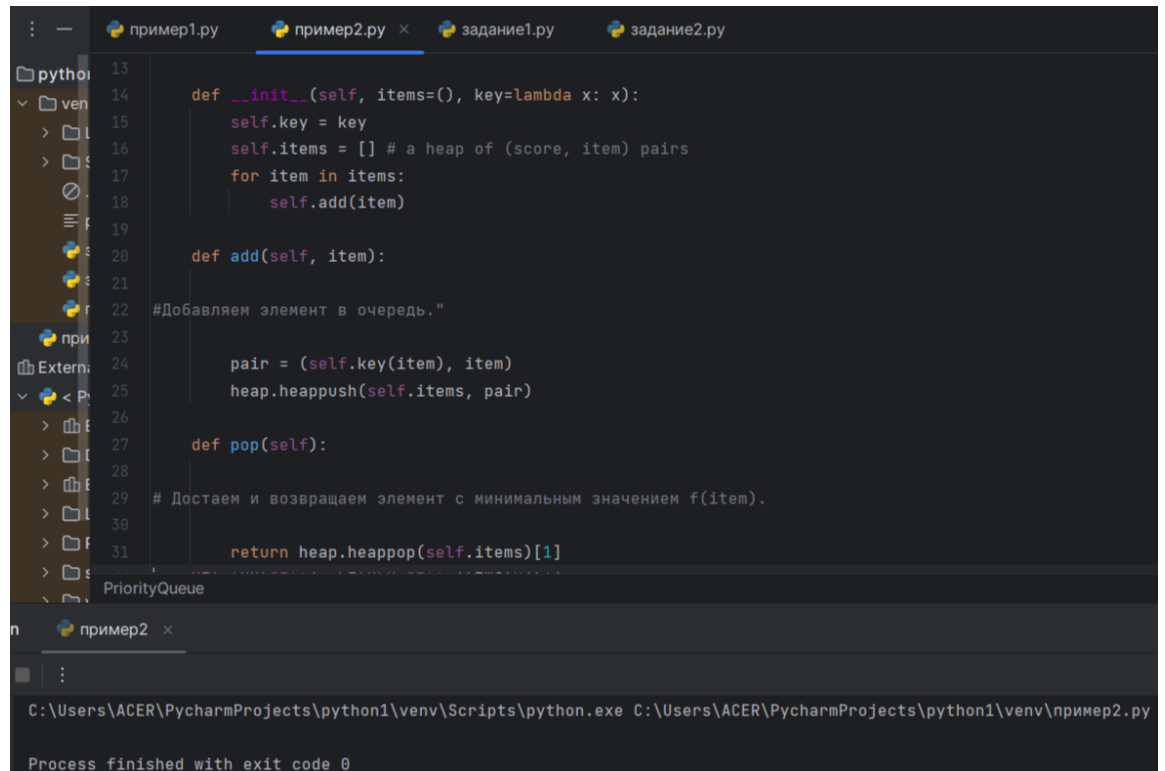 пример1.py пример2.py × задание1.py задание2.py
13
14 def __init__(self, items=(), key=lambda x: x):
15 self.key = key
16 self.items = [] # a heap of (score, item) pairs
17 for item in items:
18 self.add(item)
19
20 def add(self, item):
21
22 #Добавляем элемент в очередь."
23
24 pair = (self.key(item), item)
25 heap.heappush(self.items, pair)
26
27 def pop(self):
28
29 # Достаем и возвращаем элемент с минимальным значением f(item).
30
31 return heap.heappop(self.items)[1]
PriorityQueue
пример2 ×
C:\Users\ACER\PycharmProjects\python1\venv\Scripts\python.exe C:\Users\ACER\PycharmProjects\python1\venv\пример2.py
Process finished with exit code 0